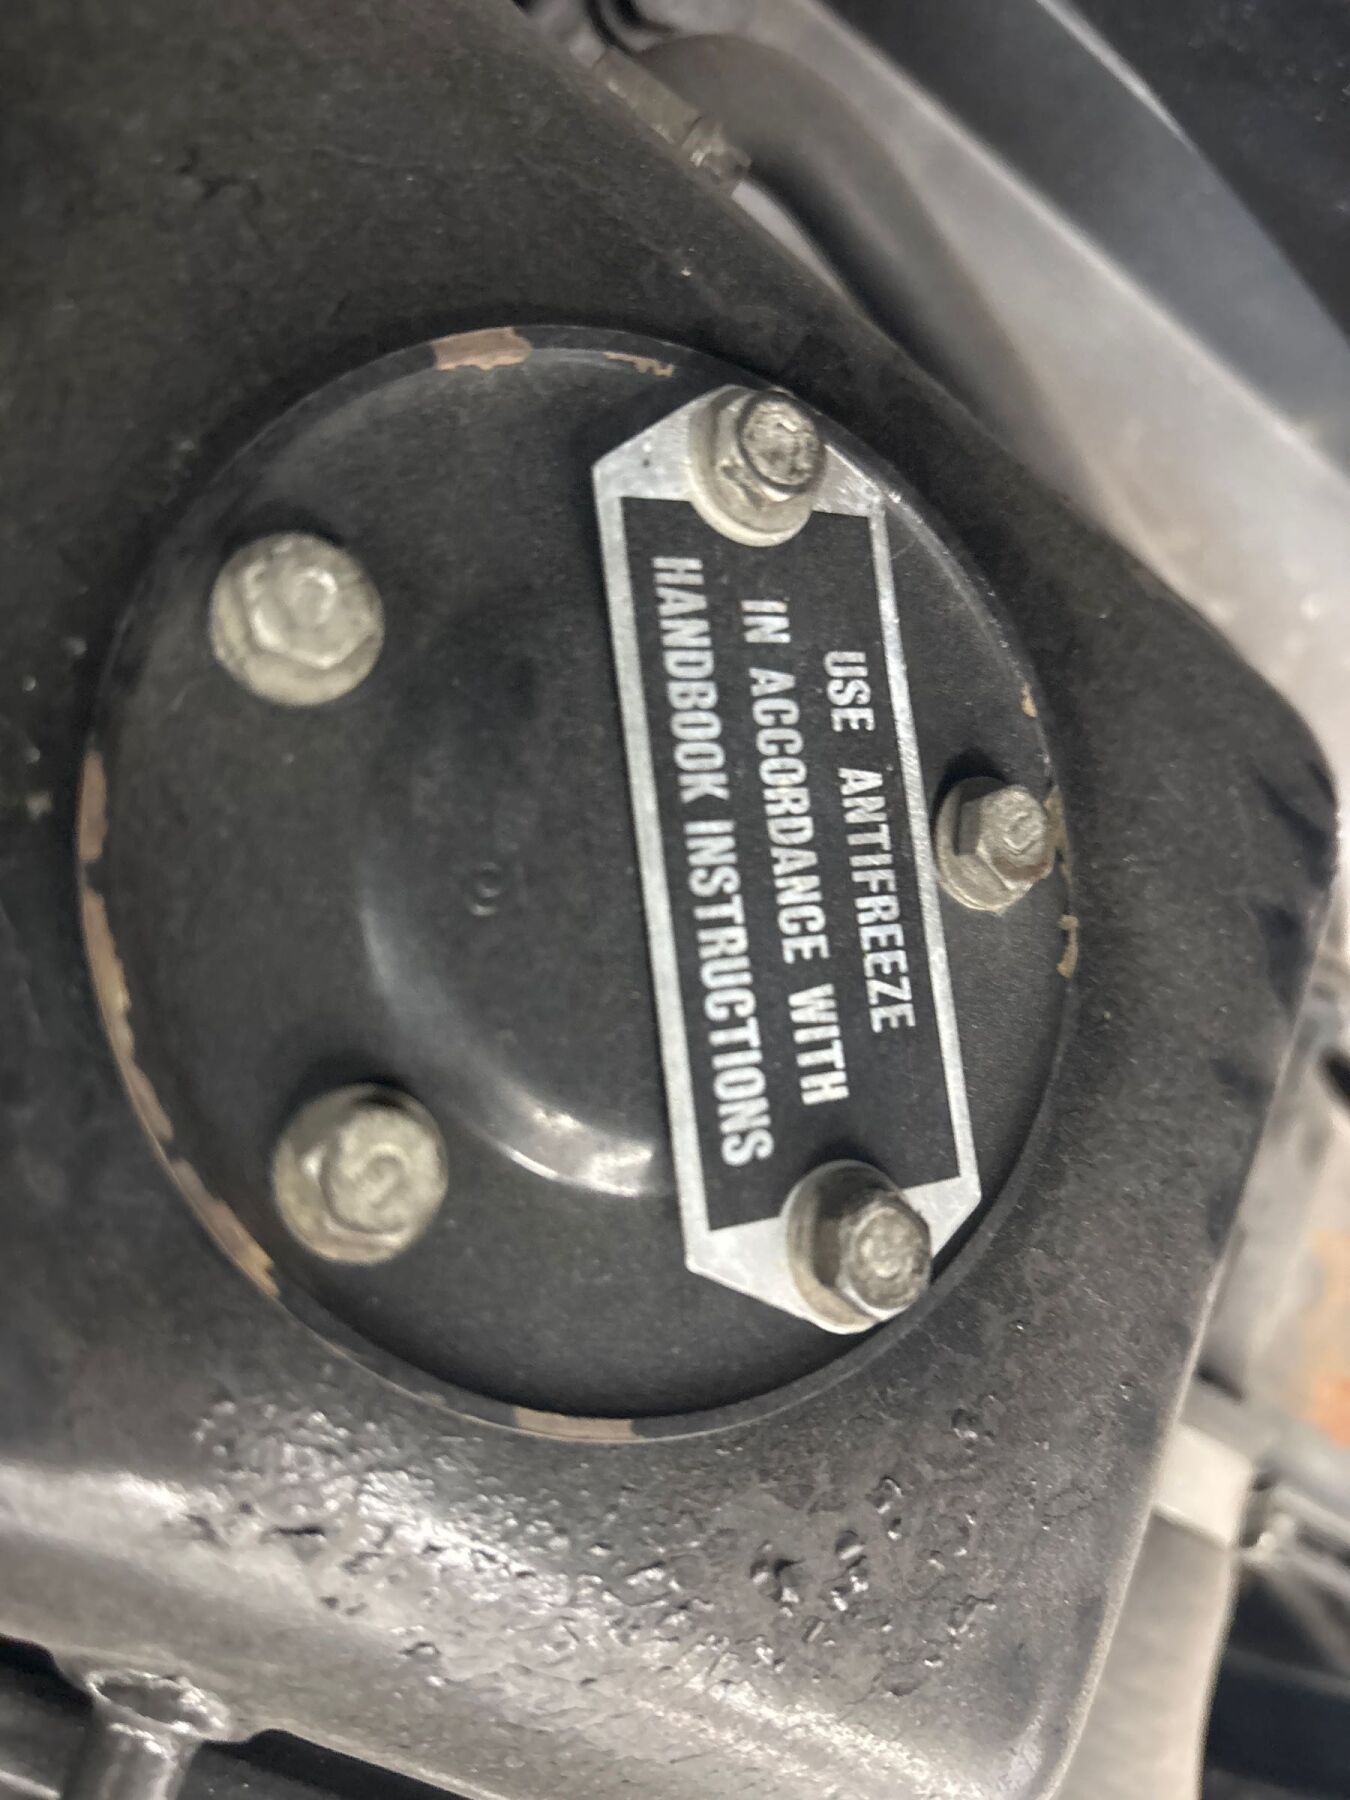 USE ANTIFREEZE
IN ACCORDANCE WITH
HANDBOOK INSTRUCTIONS